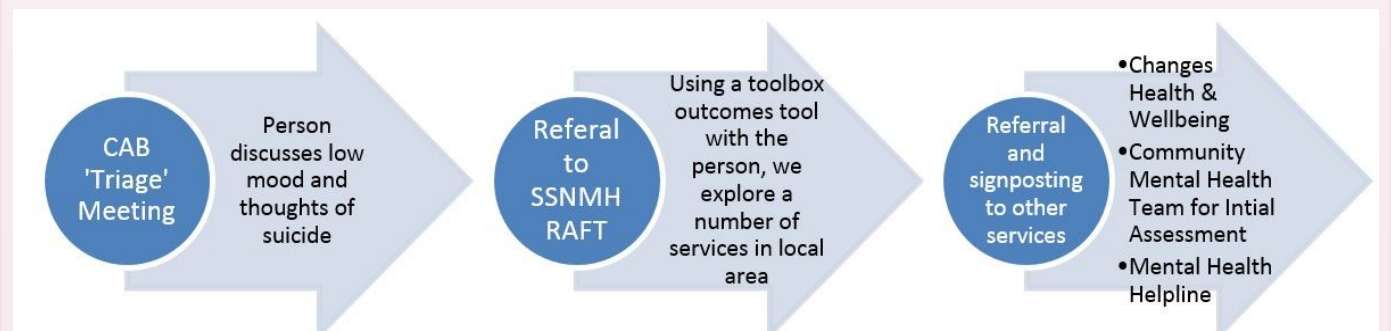 CAB
'Triage'
Meeting
Person
discusses low
mood and
thoughts of
suicide
Referal
to
SSNMH
RAFT
Using a toolbox
outcomes tool
with the
person, we
explore a
number of
services in local
area
Referral
and
signposting
to other
services
•Changes
Health &
Wellbeing
•Community
Mental Health
Team for Intial
Assessment
•Mental Health
Helpline